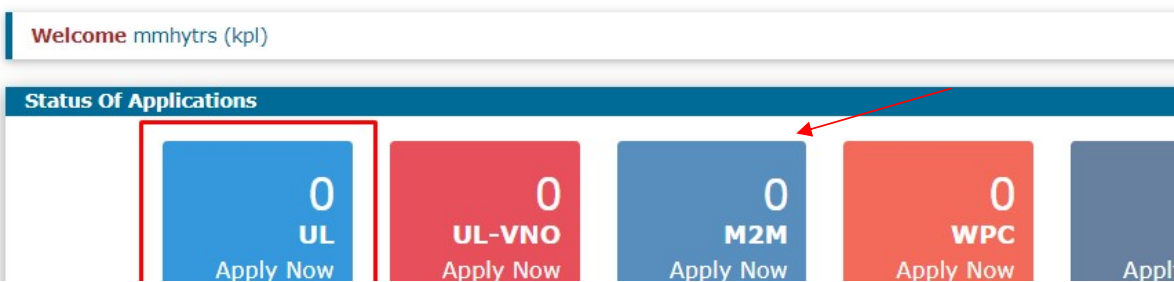 Welcome mmhytrs (kpl)
Status Of Applications
0 0 0 0
UL UL-VNO M2M WPC
Apply Now Apply Now Apply Now Apply Now